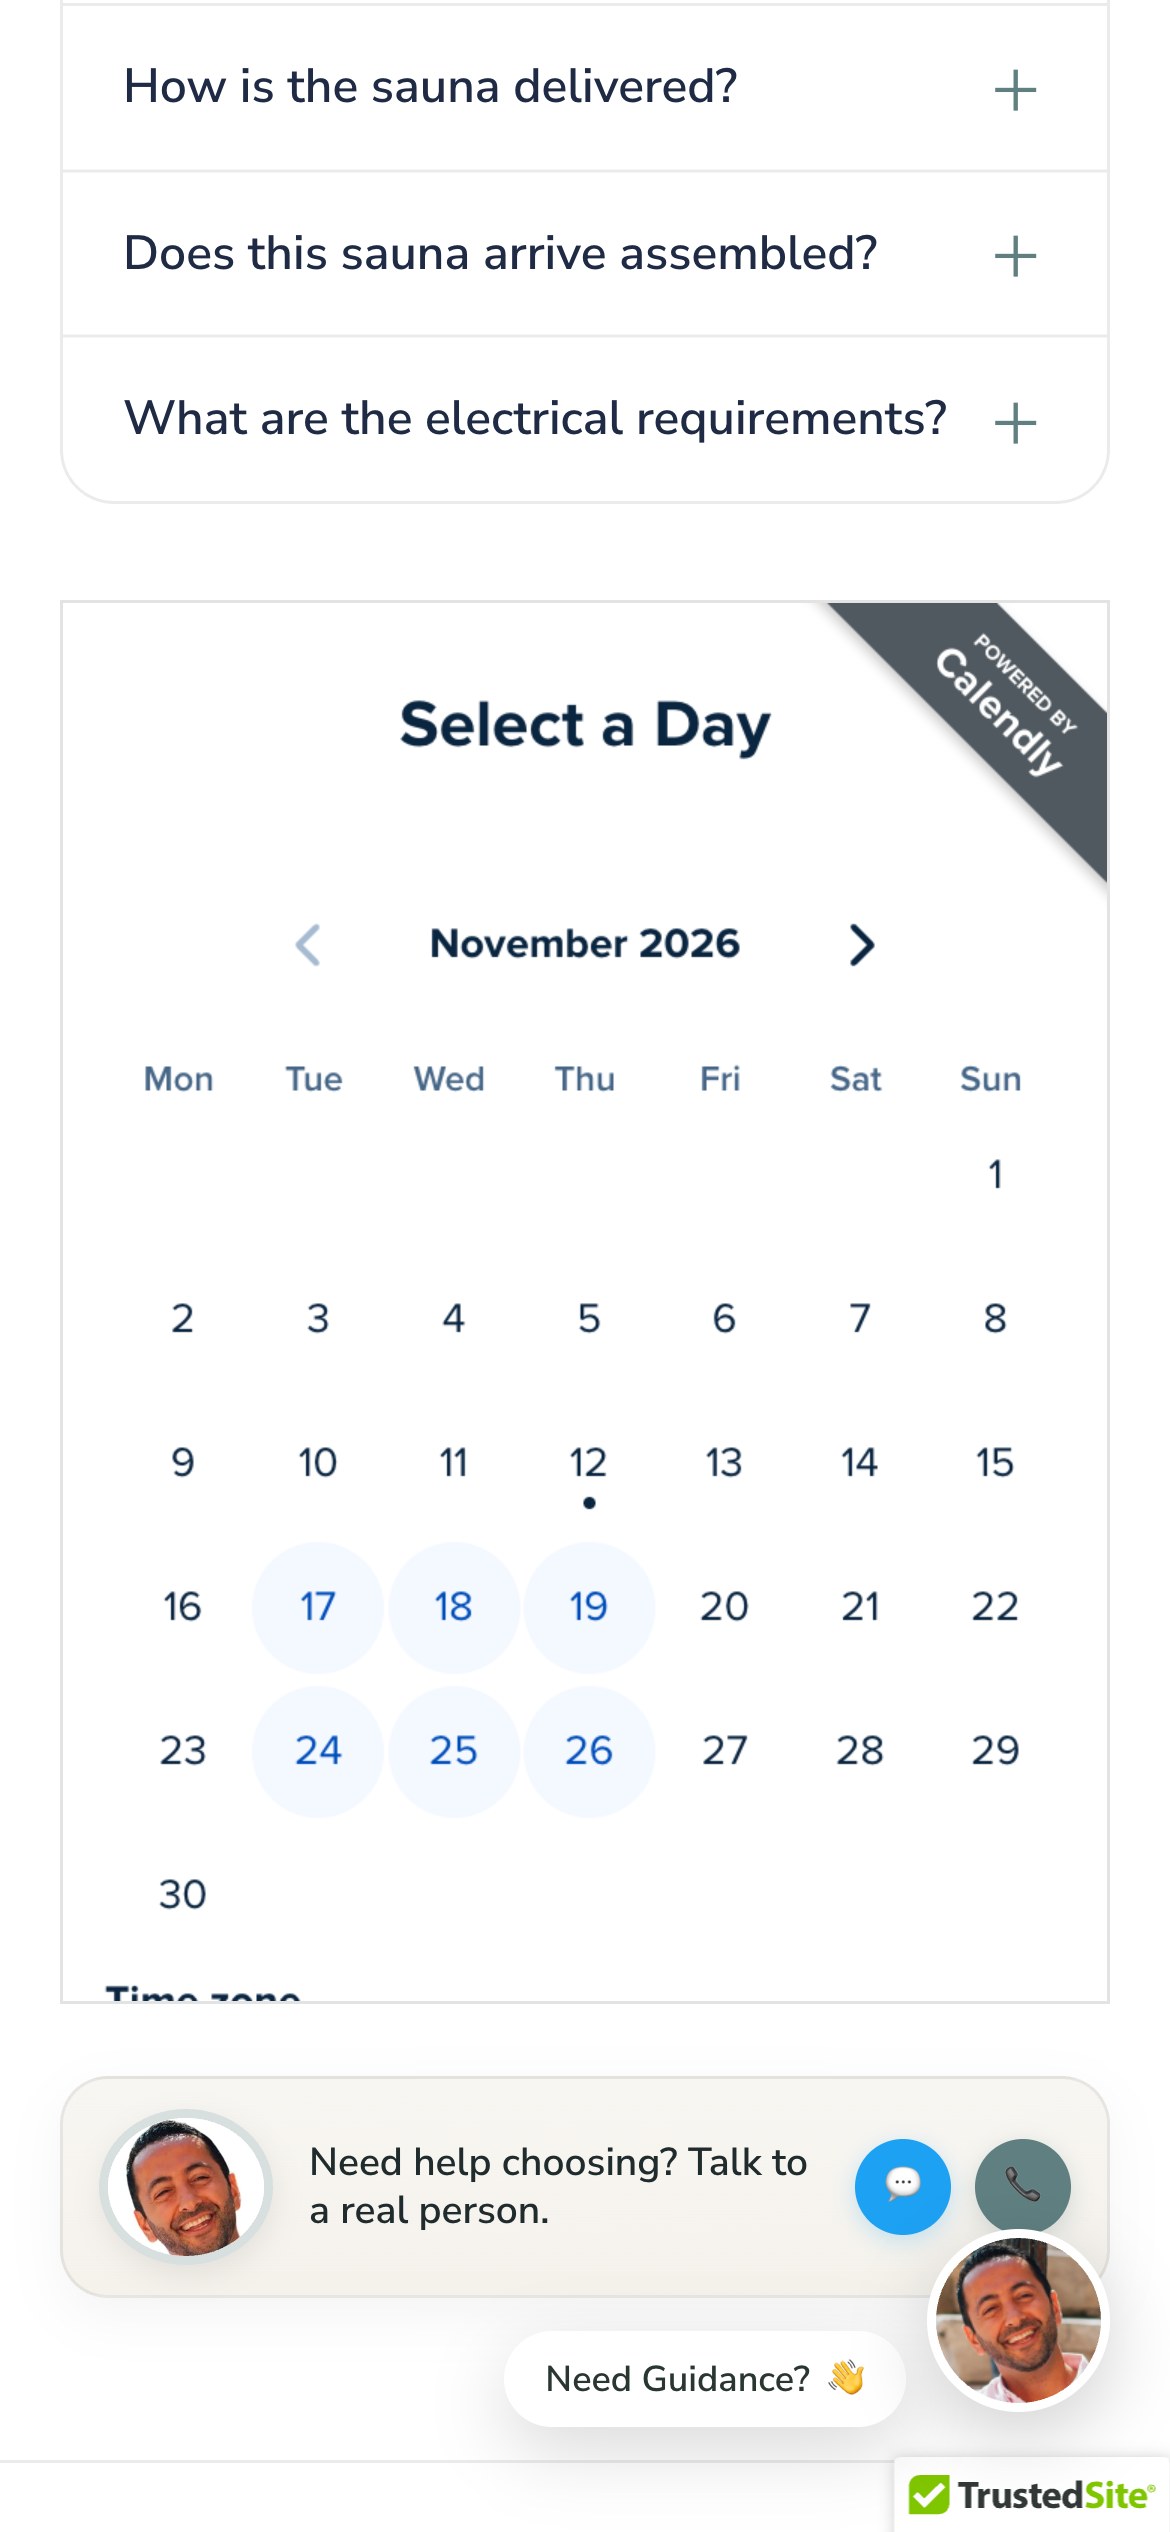 How is the sauna delivered?
Does this sauna arrive assembled?
What are the electrical requirements?
POWERED BY
Calendly
Select a Day
November 2026
Mon Tue Wed Thu Fri Sat Sun
1
2 3 4 5 6 7 8
9 10 11 12 13 14 15
16 17 18 19 20 21 22
23 24 25 26 27 28 29
30
Time zone
Need help choosing? Talk to
a real person.
Need Guidance? 👋
TrustedSite®